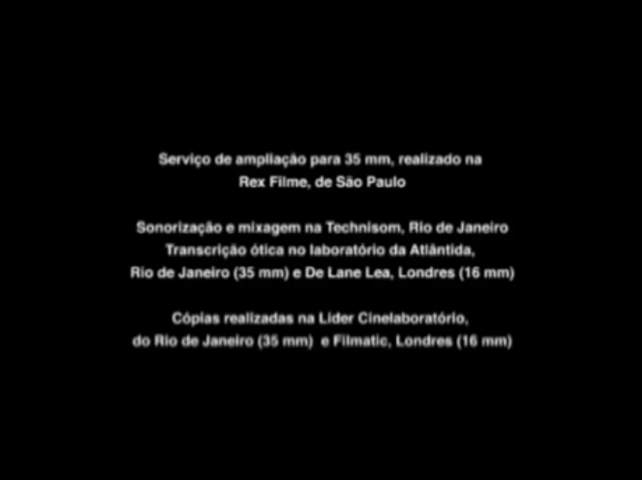 Serviço de ampliação para 35 mm, realizado na
Rex Filme, de São Paulo
Sonorização e mixagem na Technisom, Rio de Janeiro
Transcrição ótica no laboratório da Atlântida,
Rio de Janeiro (35 mm) e De Lane Lea, Londres (16 mm)
Cópias realizadas na Lider Cinelaboratório,
do Rio de Janeiro (35 mm) e Filmatic, Londres (16 mm)